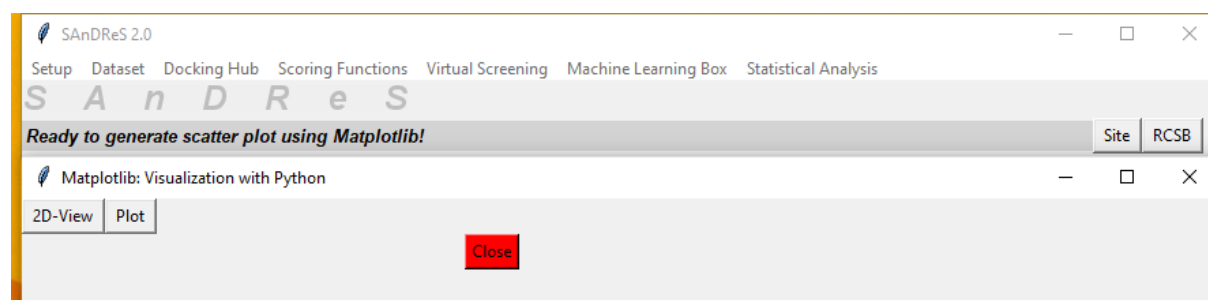 SAnDReS 2.0
Setup Dataset Docking Hub Scoring Functions Virtual Screening Machine Learning Box Statistical Analysis
S A n D R e S
Ready to generate scatter plot using Matplotlib! Site RCSB
Matplotlib: Visualization with Python
2D-View Plot
Close